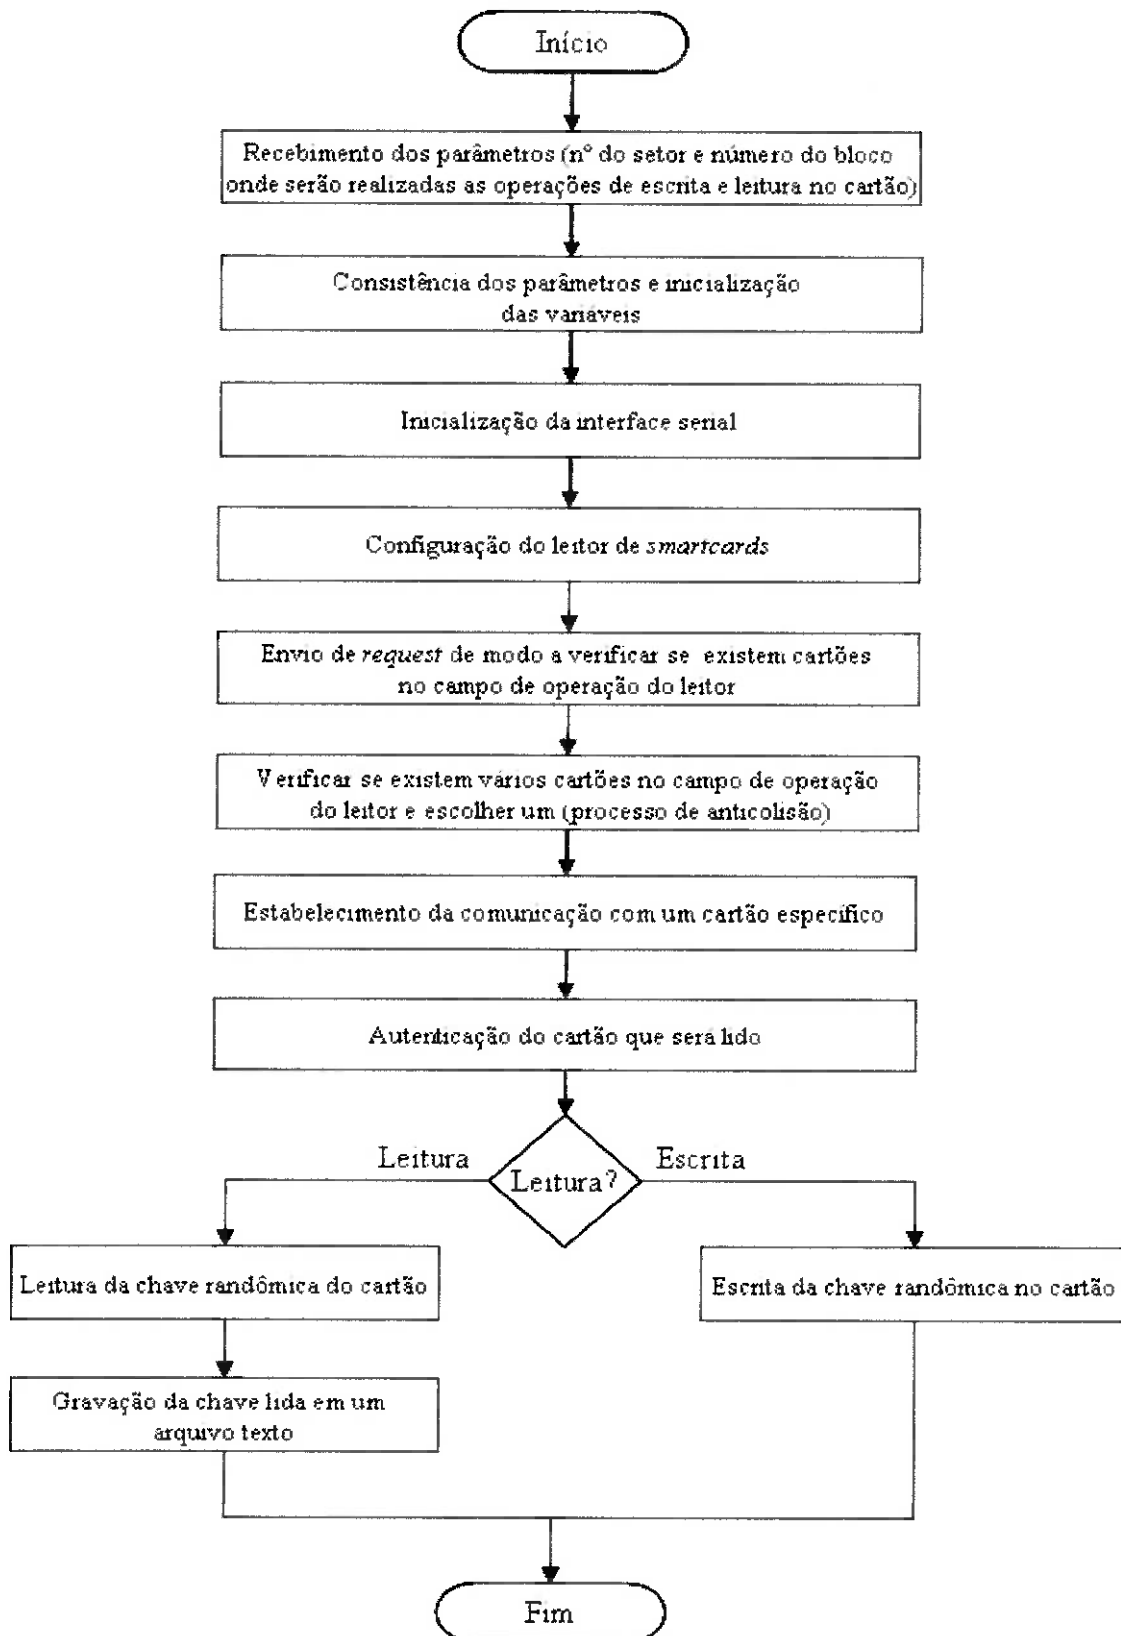 Início
Recebimento dos parâmetros (nº do setor e número do bloco
onde serão realizadas as operações de escrita e leitura no cartão)
Consistência dos parâmetros e inicialização
das variáveis
Inicialização da interface serial
Configuração do leitor de smartcards
Envio de request de modo a verificar se existem cartões
no campo de operação do leitor
Verificar se existem vários cartões no campo de operação
do leitor e escolher um (processo de anticolisão)
Estabelecimento da comunicação com um cartão específico
Autenticação do cartão que será lido
Leitura
Escrita
Leitura?
Leitura da chave randômica do cartão
Escrita da chave randômica no cartão
Gravação da chave lida em um
arquivo texto
Fim